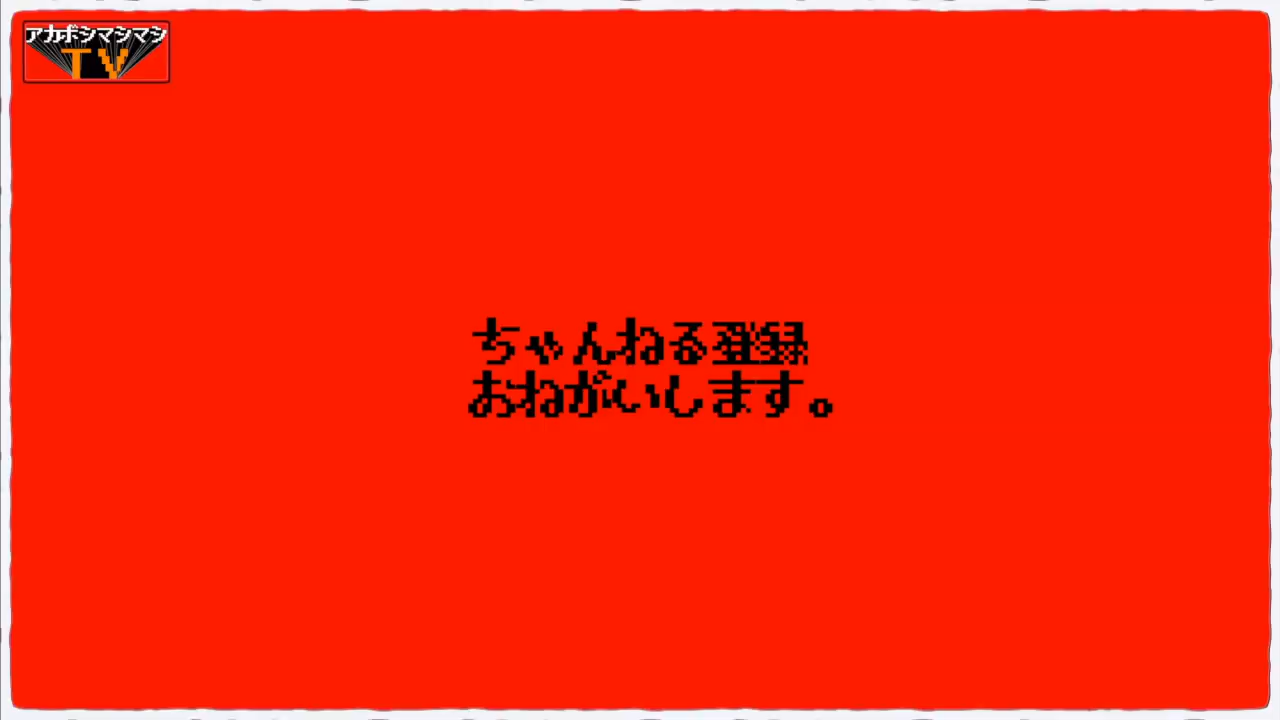 アカボシマシマシ
TV
ちゃんねる登録
おねがいします。